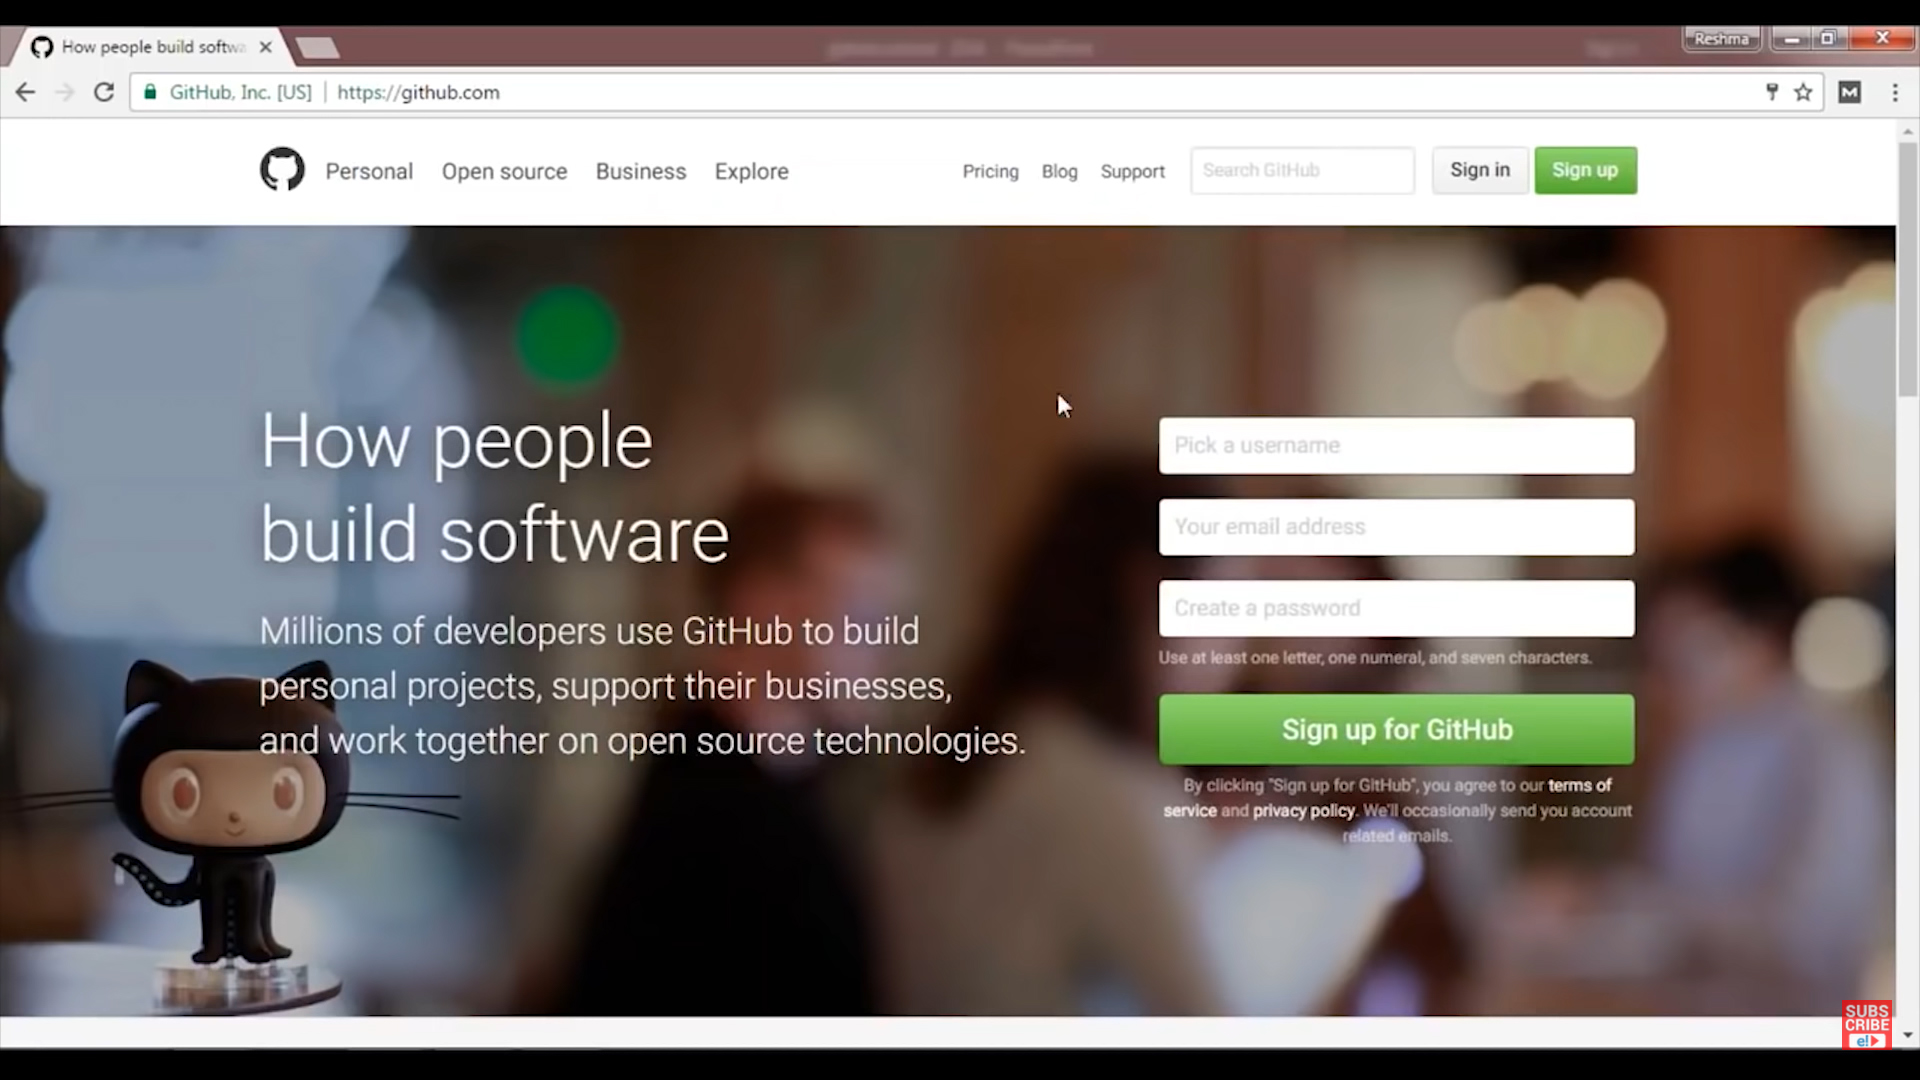 How people build softwa
Reshma
GitHub, Inc. [US] https://github.com
Personal Open source Business Explore Pricing Blog Support Search GitHub Sign in Sign up
How people
build software
Millions of developers use GitHub to build
personal projects, support their businesses,
and work together on open source technologies.
Pick a username
Your email address
Create a password
Use at least one letter, one numeral, and seven characters.
Sign up for GitHub
By clicking "Sign up for GitHub", you agree to our terms of
service and privacy policy. We'll occasionally send you account
related emails.
SUBS
CRIBE
e!